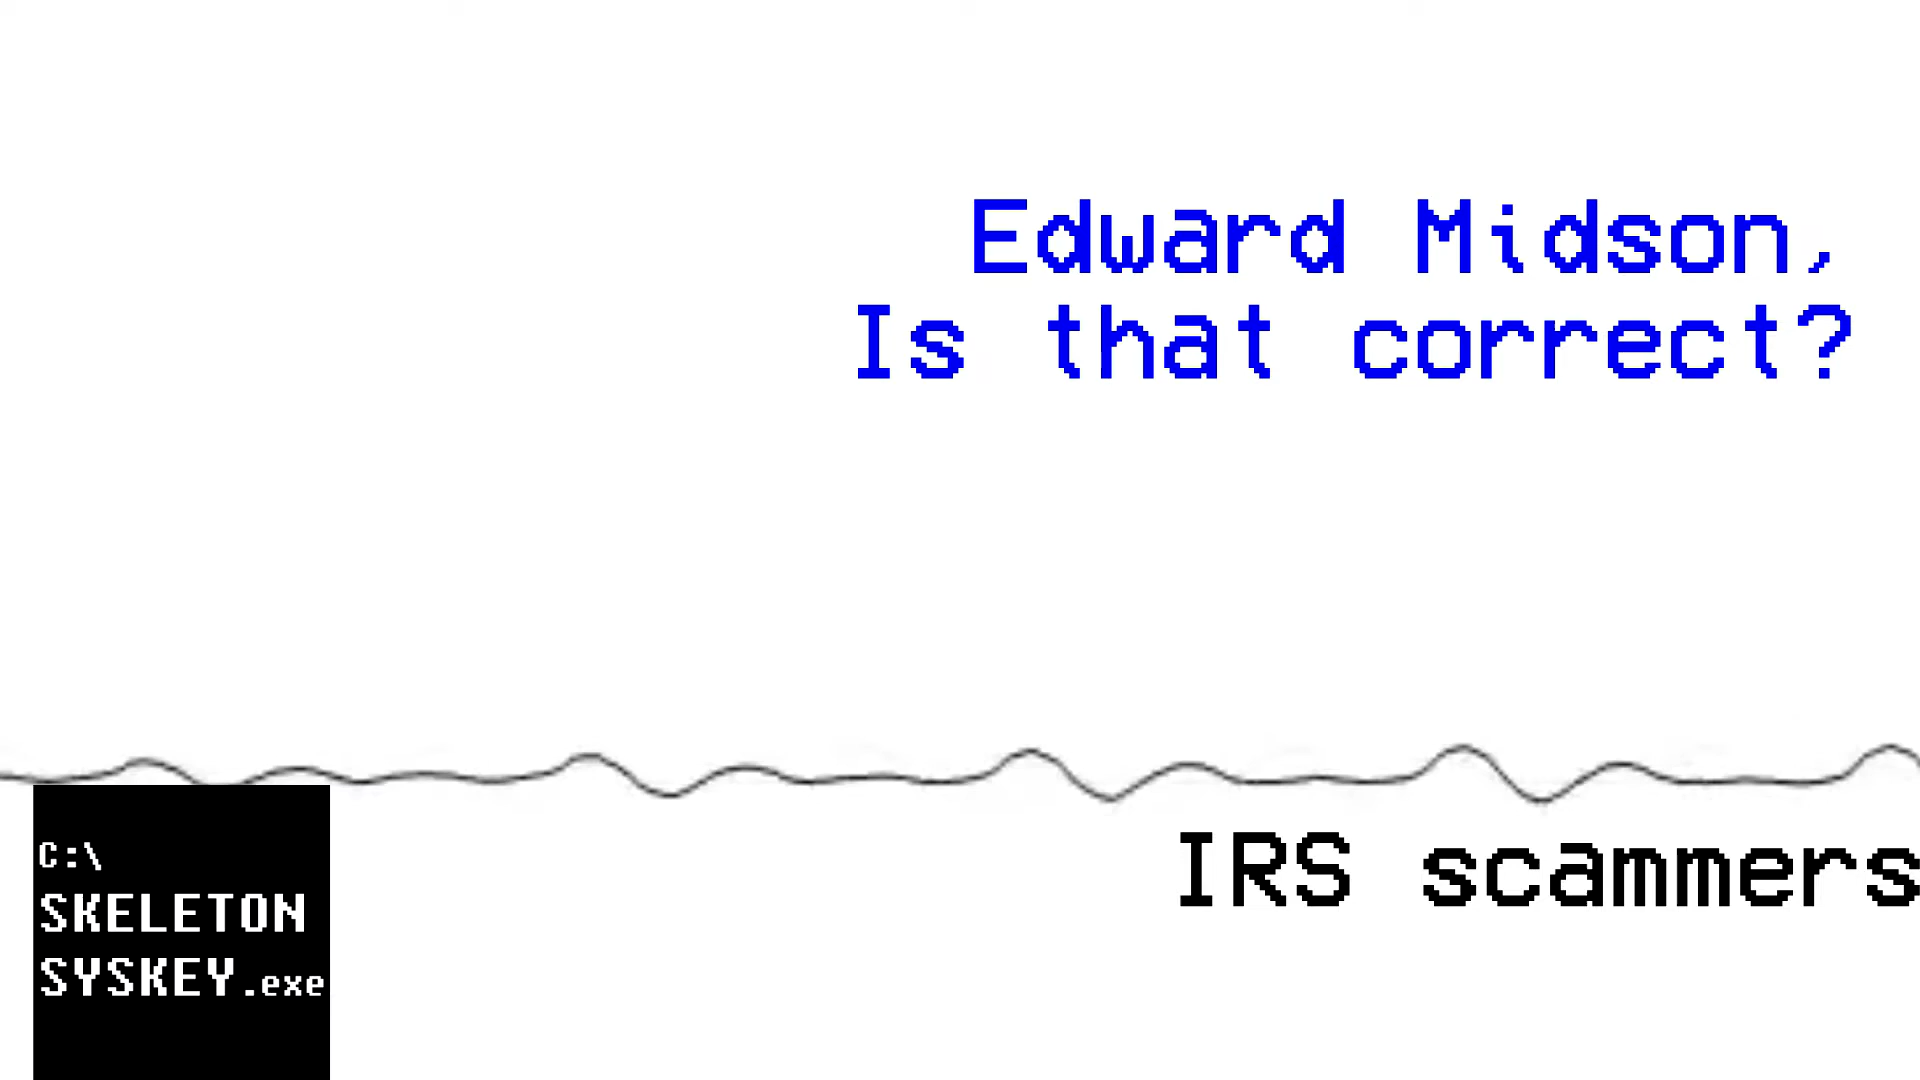 Edward Midson,
Is that correct?
IRS scammers
C:\
SKELETON
SYSKEY.exe